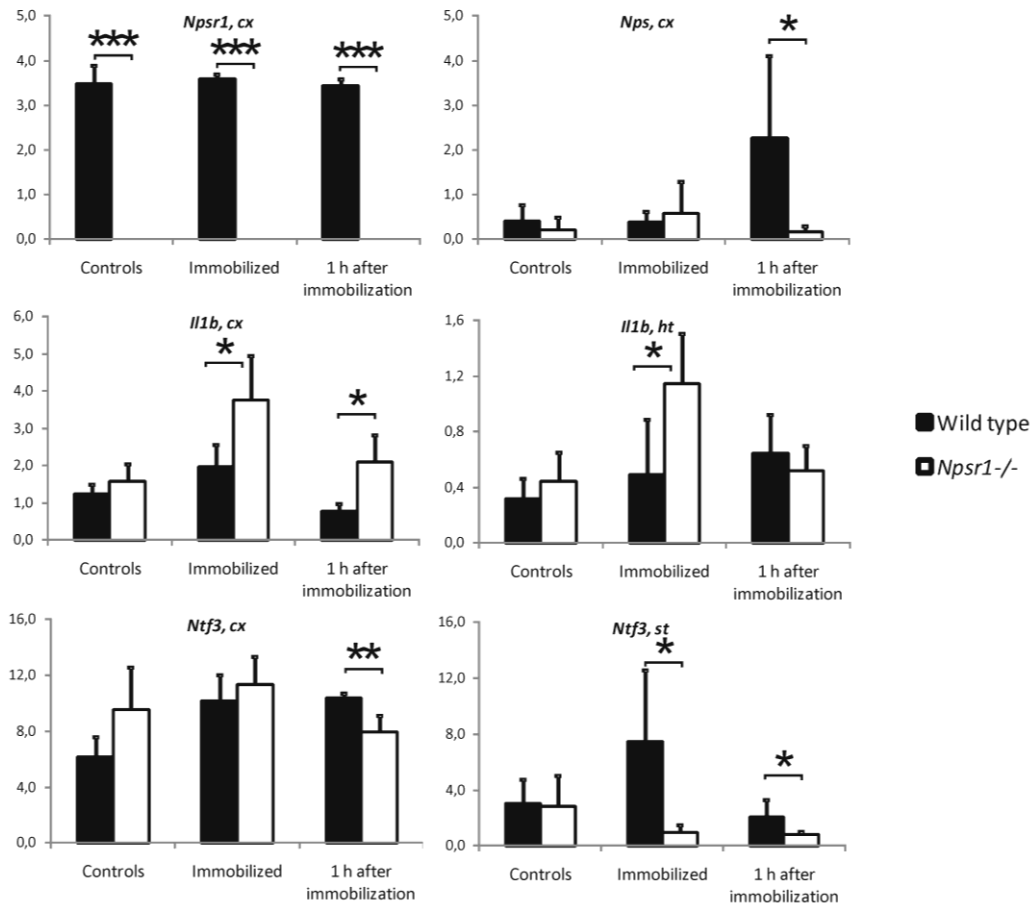 Npsr1, cx
5,0
4,0
3,0
2,0
1,0
0,0
***
***
***
Controls
Immobilized
1 h after
immobilization
Nps, cx
5,0
4,0
3,0
2,0
1,0
0,0
*
Controls
Immobilized
1 h after
immobilization
Il1b, cx
6,0
5,0
4,0
3,0
2,0
1,0
0,0
*
*
Controls
Immobilized
1 h after
immobilization
Il1b, ht
1,6
1,2
0,8
0,4
0,0
*
Controls
Immobilized
1 h after
immobilization
Wild type
Npsr1-/-
Ntf3, cx
16,0
12,0
8,0
4,0
0,0
**
Controls
Immobilized
1 h after
immobilization
Ntf3, st
16,0
12,0
8,0
4,0
0,0
*
*
Controls
Immobilized
1 h after
immobilization